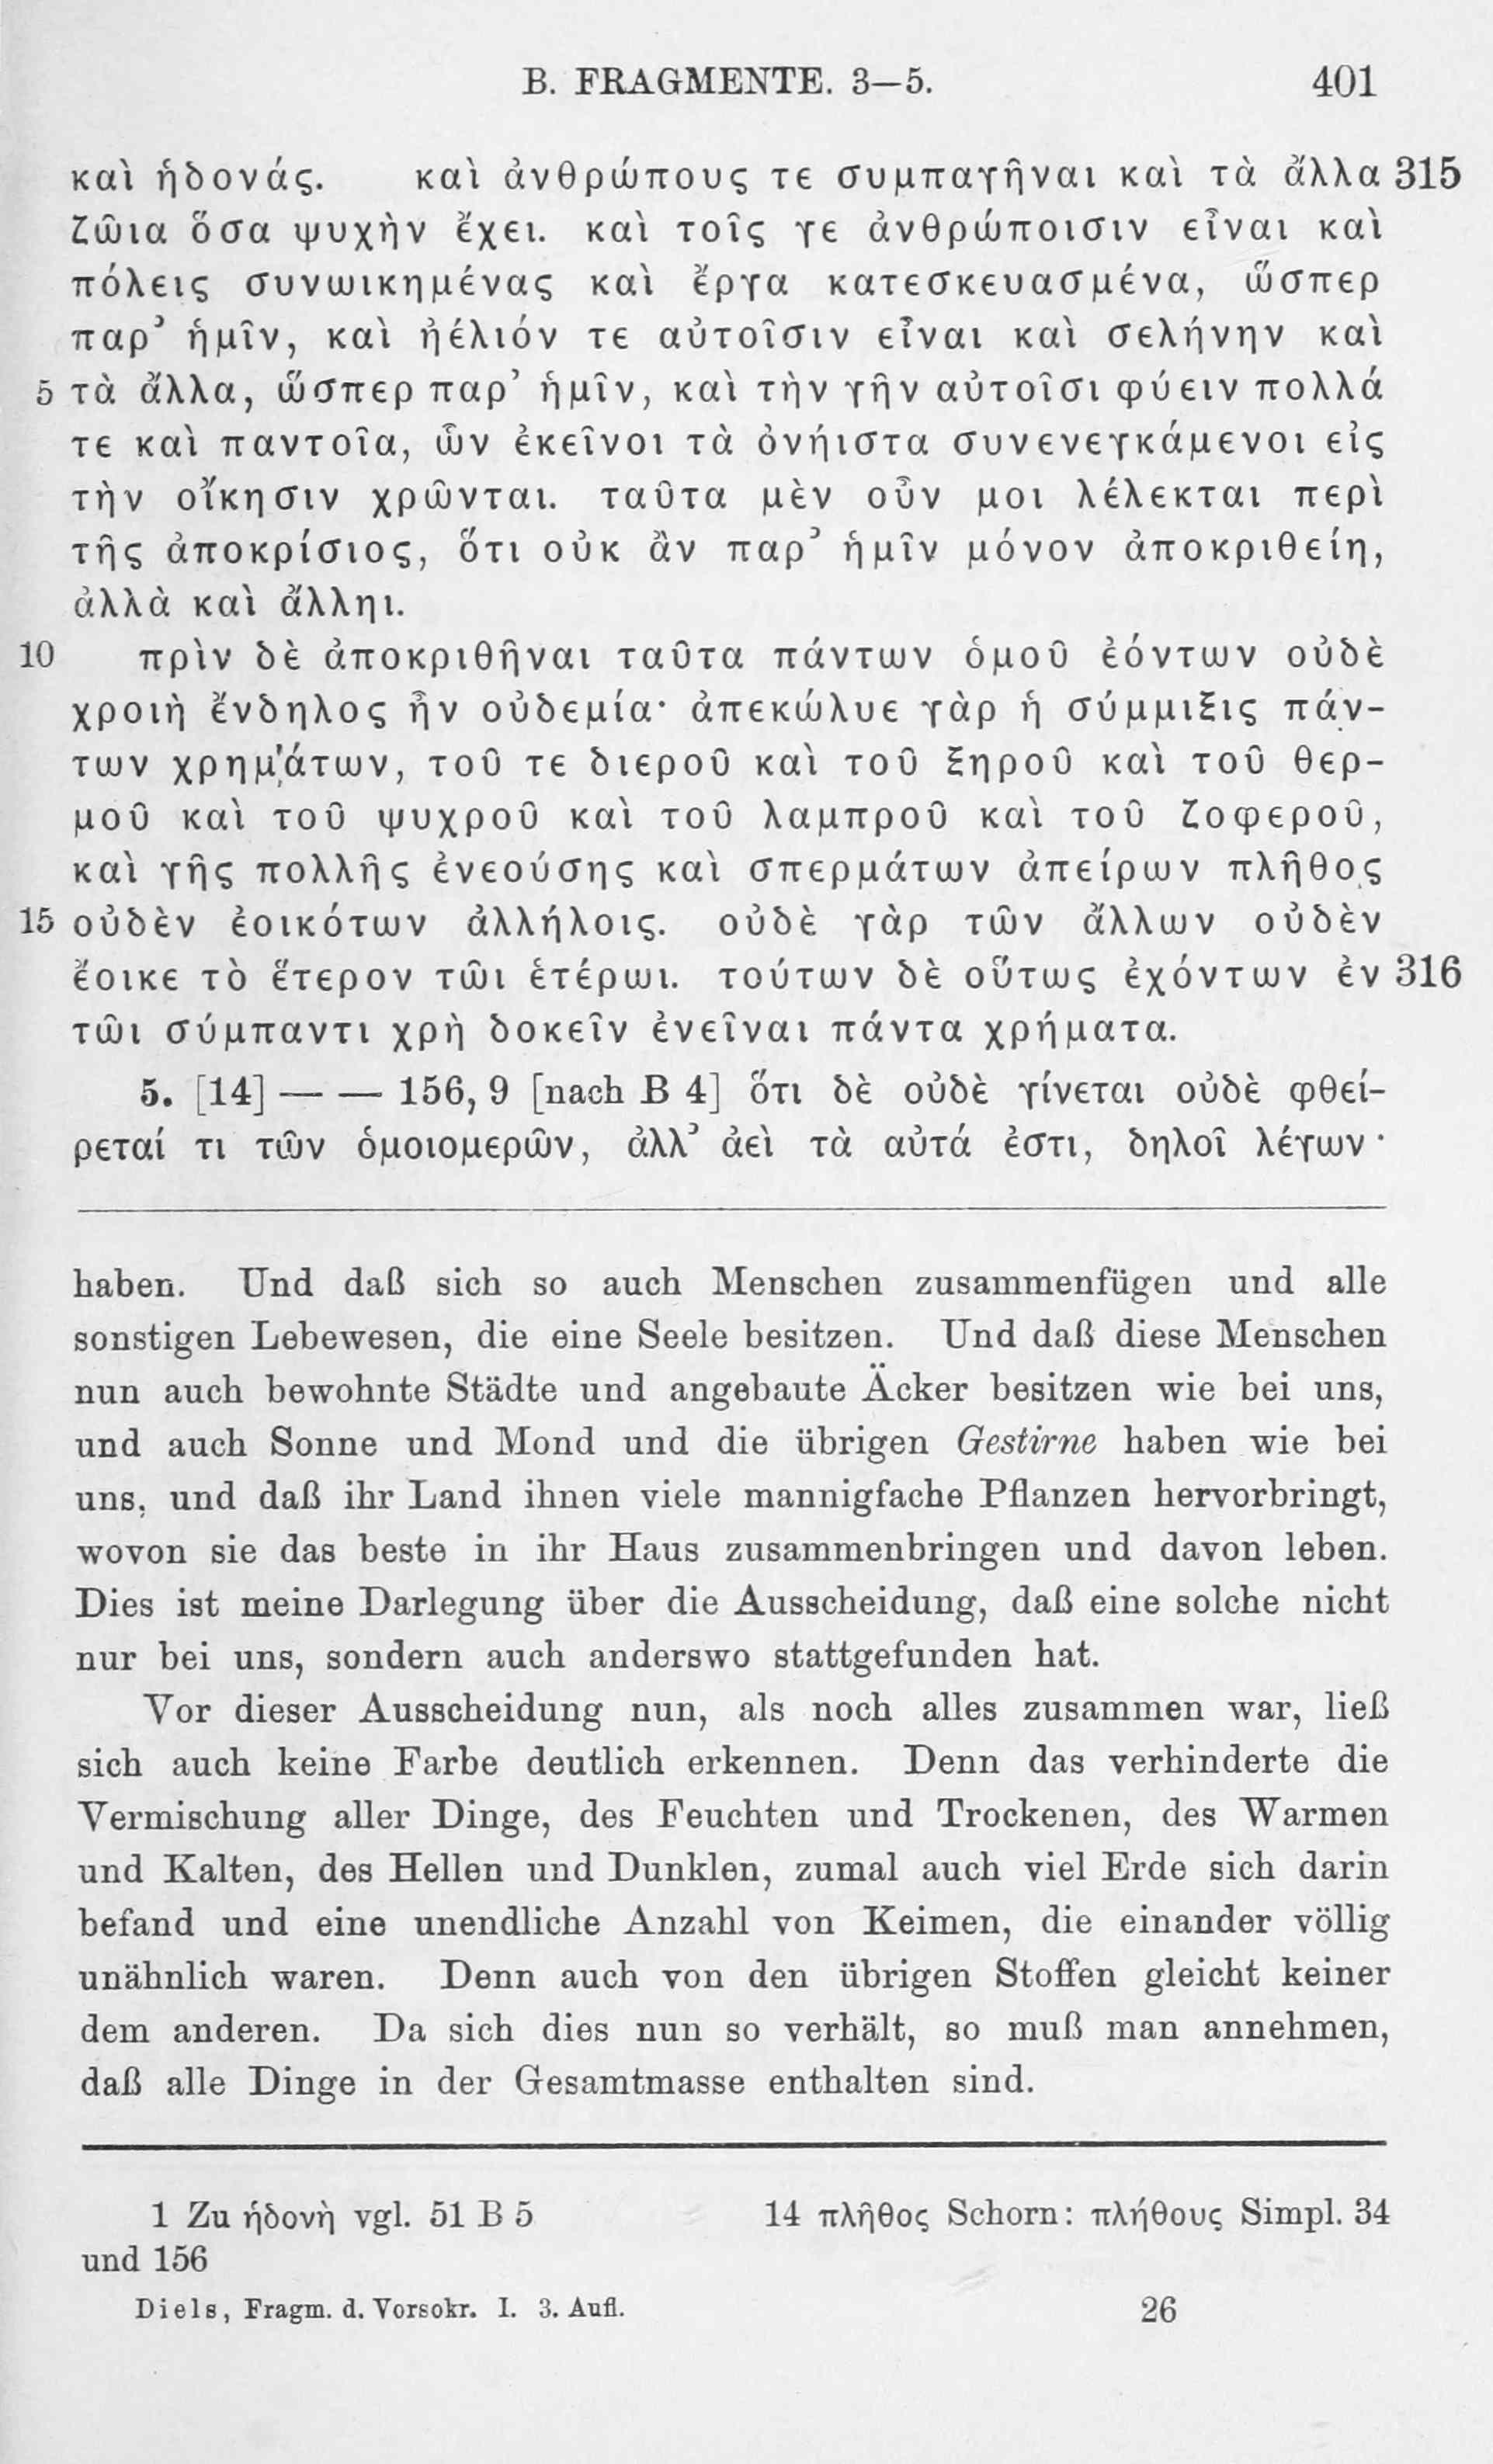 B. FRAGMENTE. 3—5. 401
καὶ ἡδονάς. καὶ ἀνθρώπους τε συμπαγῆναι καὶ τὰ ἄλλα 315
ζῶια ὅσα ψυχὴν ἔχει. καὶ τοῖς γε ἀνθρώποισιν εἶναι καὶ
πόλεις συνωικημένας καὶ ἔργα κατεσκευασμένα, ὥσπερ
παρ᾽ ἡμῖν, καὶ ἠέλιόν τε αὐτοῖσιν εἶναι καὶ σελήνην καὶ
5 τὰ ἄλλα, ὥσπερ παρ᾽ ἡμῖν, καὶ τὴν γῆν αὐτοῖσι φύειν πολλά
τε καὶ παντοῖα, ὧν ἐκεῖνοι τὰ ὀνήιστα συνενεγκάμενοι εἰς
τὴν οἴκησιν χρῶνται. ταῦτα μὲν οὖν μοι λέλεκται περὶ
τῆς ἀποκρίσιος, ὅτι οὐκ ἂν παρ᾽ ἡμῖν μόνον ἀποκριθείη,
ἀλλὰ καὶ ἄλληι.
10 πρὶν δὲ ἀποκριθῆναι ταῦτα πάντων ὁμοῦ ἐόντων οὐδὲ
χροιὴ ἔνδηλος ἦν οὐδεμία· ἀπεκώλυε γὰρ ἡ σύμμιξις πάν-
των χρημάτων, τοῦ τε διεροῦ καὶ τοῦ ξηροῦ καὶ τοῦ θερ-
μοῦ καὶ τοῦ ψυχροῦ καὶ τοῦ λαμπροῦ καὶ τοῦ ζοφεροῦ,
καὶ γῆς πολλῆς ἐνεούσης καὶ σπερμάτων ἀπείρων πλῆθος
15 οὐδὲν ἐοικότων ἀλλήλοις. οὐδὲ γὰρ τῶν ἄλλων οὐδὲν
ἔοικε τὸ ἕτερον τῶι ἑτέρωι. τούτων δὲ οὕτως ἐχόντων ἐν 316
τῶι σύμπαντι χρὴ δοκεῖν ἐνεῖναι πάντα χρήματα.
5. [14] — — 156, 9 [nach B 4] ὅτι δὲ οὐδὲ γίνεται οὐδὲ φθεί-
ρεταί τι τῶν ὁμοιομερῶν, ἀλλ᾽ ἀεὶ τὰ αὐτά ἐστι, δηλοῖ λέγων·
haben. Und daß sich so auch Menschen zusammenfügen und alle
sonstigen Lebewesen, die eine Seele besitzen. Und daß diese Menschen
nun auch bewohnte Städte und angebaute Äcker besitzen wie bei uns,
und auch Sonne und Mond und die übrigen Gestirne haben wie bei
uns, und daß ihr Land ihnen viele mannigfache Pflanzen hervorbringt,
wovon sie das beste in ihr Haus zusammenbringen und davon leben.
Dies ist meine Darlegung über die Ausscheidung, daß eine solche nicht
nur bei uns, sondern auch anderswo stattgefunden hat.
Vor dieser Ausscheidung nun, als noch alles zusammen war, ließ
sich auch keine Farbe deutlich erkennen. Denn das verhinderte die
Vermischung aller Dinge, des Feuchten und Trockenen, des Warmen
und Kalten, des Hellen und Dunklen, zumal auch viel Erde sich darin
befand und eine unendliche Anzahl von Keimen, die einander völlig
unähnlich waren. Denn auch von den übrigen Stoffen gleicht keiner
dem anderen. Da sich dies nun so verhält, so muß man annehmen,
daß alle Dinge in der Gesamtmasse enthalten sind.
1 Zu ἡδονὴ vgl. 51 B 5 14 πλῆθος Schorn: πλήθους Simpl. 34
und 156
Diels, Fragm. d. Vorsokr. I. 3. Aufl. 26